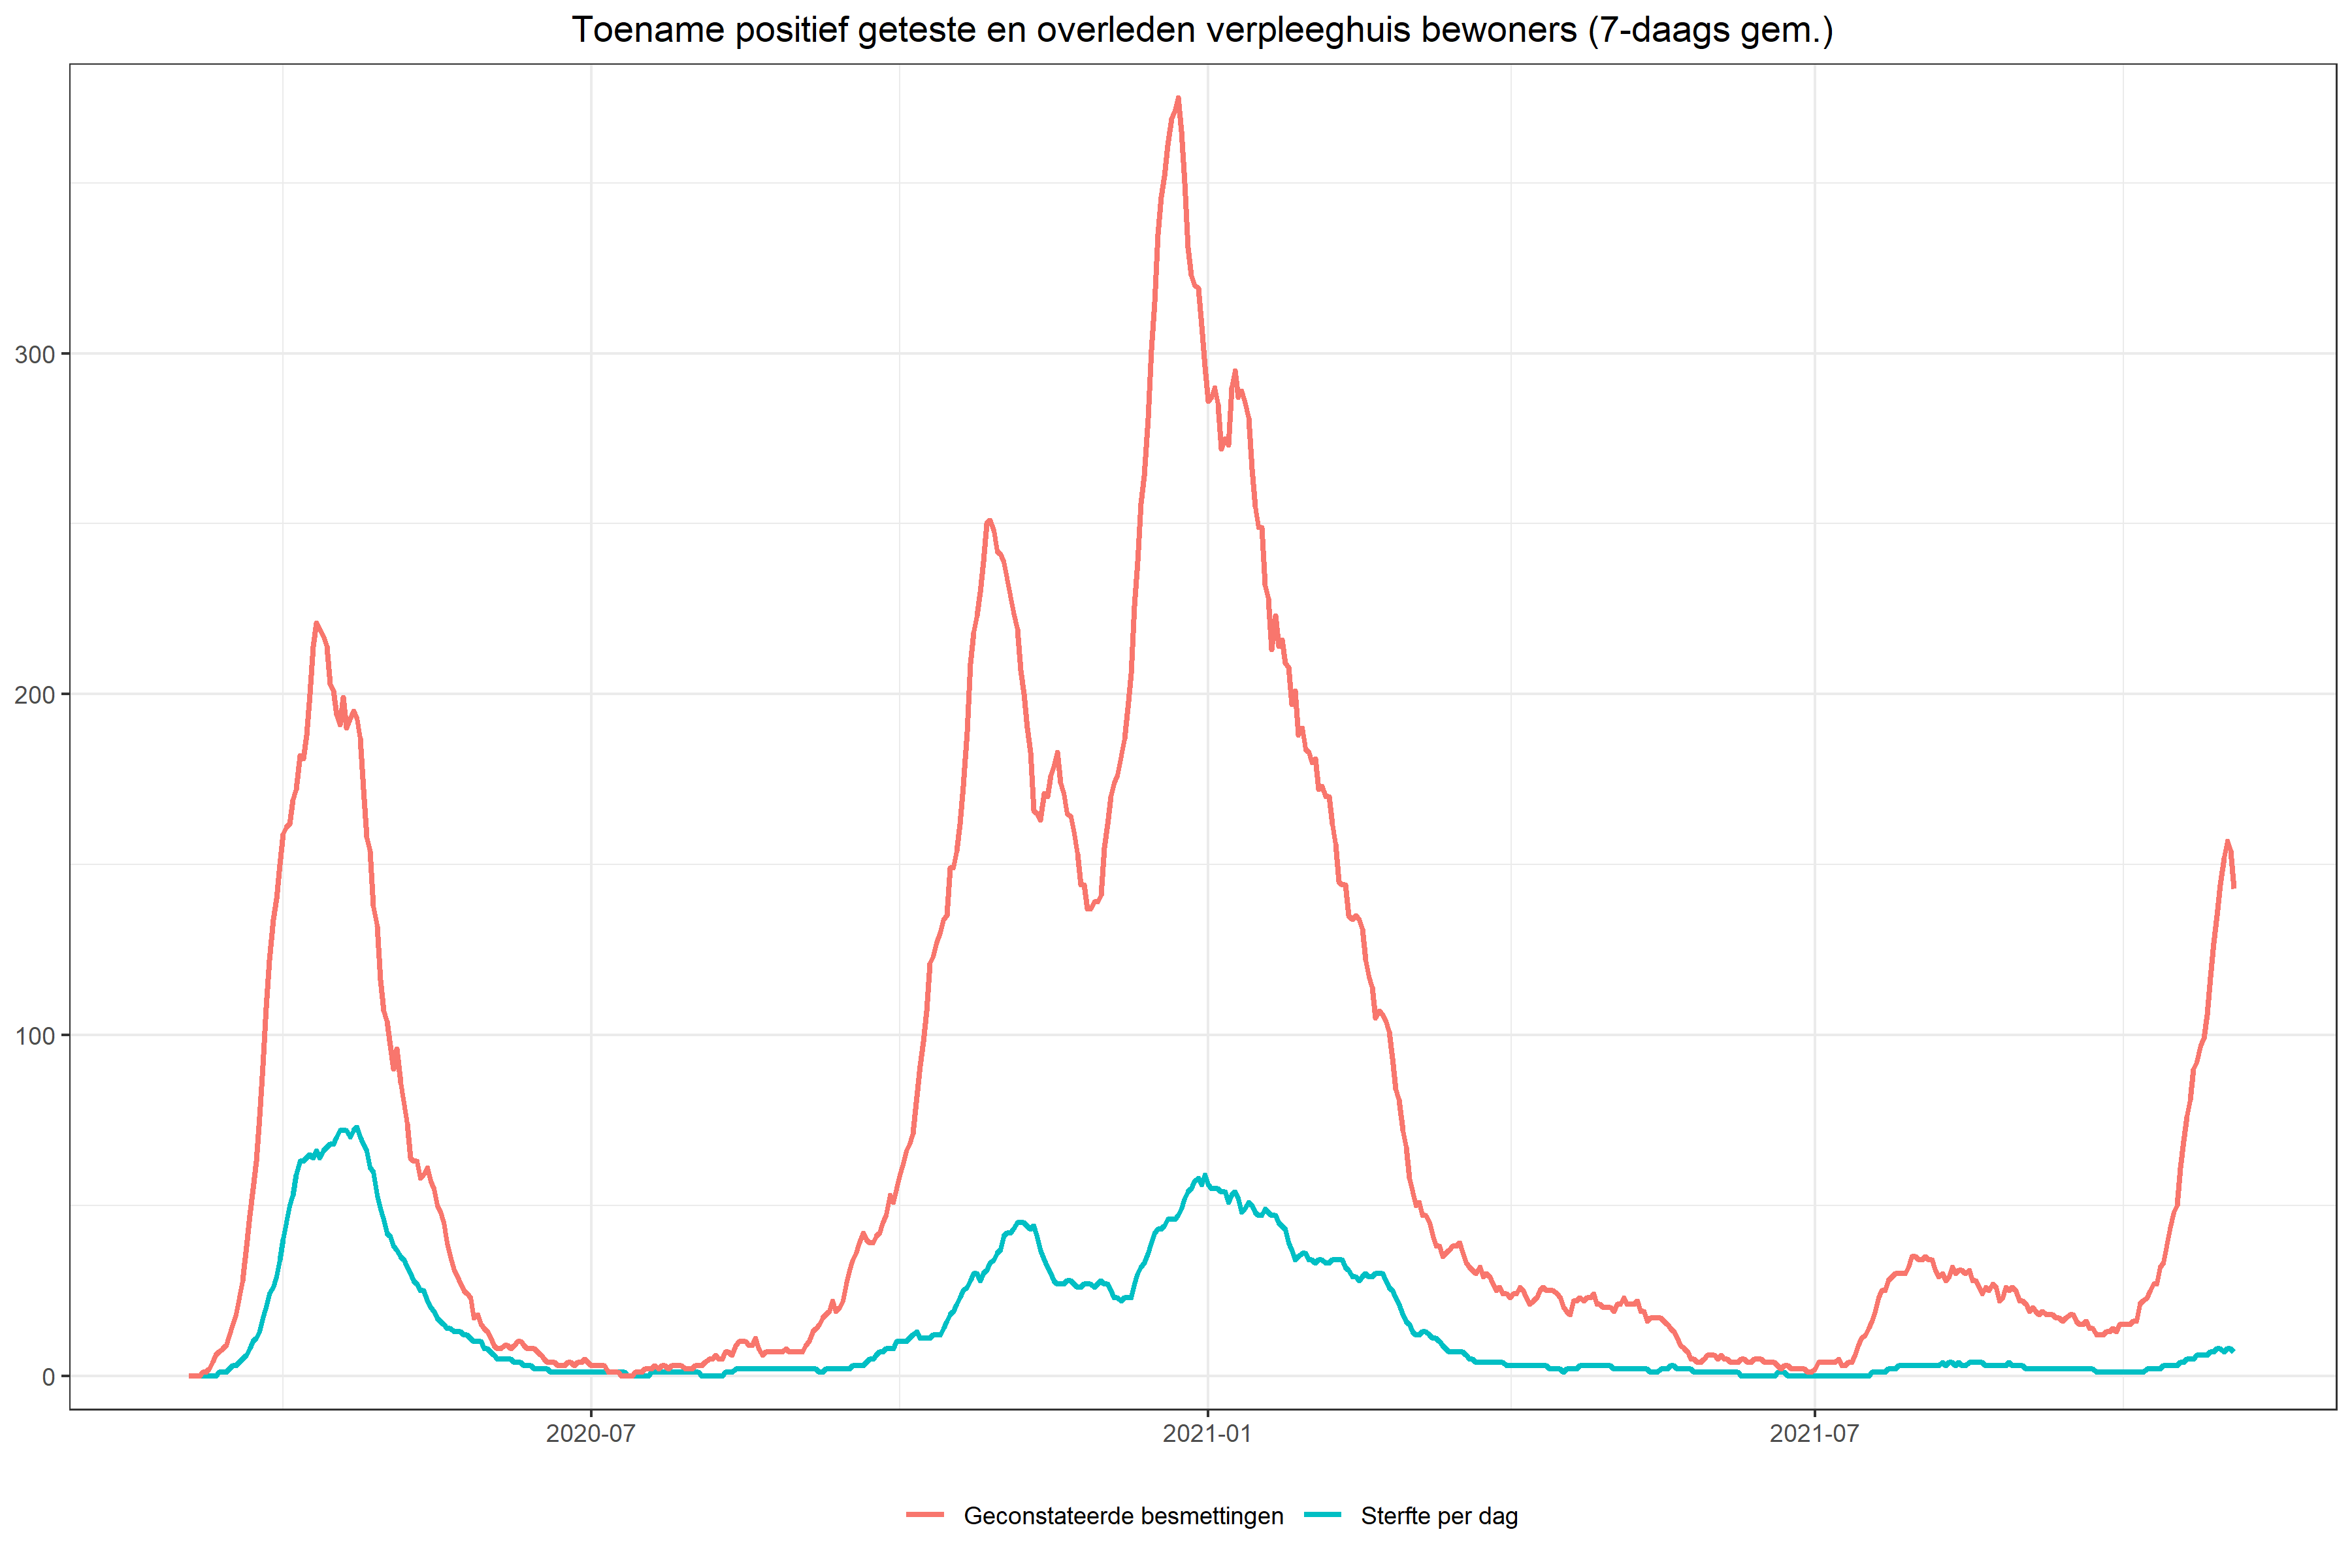 Toename positief geteste en overleden verpleeghuis bewoners (7-daags gem.)
300
200
100
0
2020-07 2021-01 2021-07
Geconstateerde besmettingen Sterfte per dag